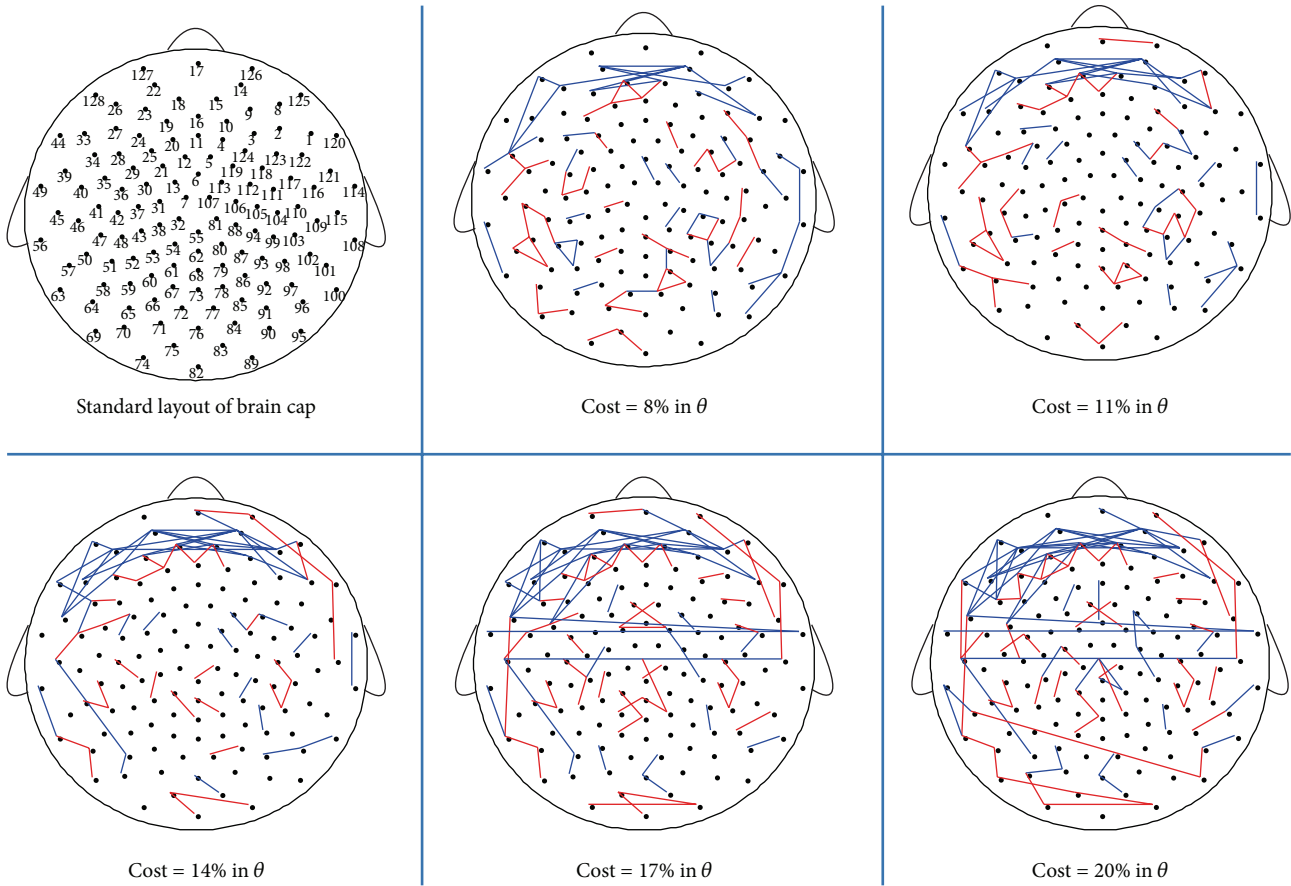 127 17 126
22 14
128 26 18 15 125
23 9 8
19 16 10
44 33 27 24 20 11 4 3 2 1 120
34 28 25 12 5 124 123 122
39 29 21 119 118 121
49 40 35 36 30 13 6 113 112 111 117 116 114
41 37 31 7 107 106 105 110
45 46 42 32 81 104 109 115
56 47 48 43 38 55 88 94 99 103 108
50 54 62 80
57 51 52 53 61 79 87 93 98 102 101
58 59 60 68 86
63 67 73 78 92 97 100
64 65 66 72 77 85 91 96
69 70 71 76 84 90 95
75 83
74 82 89
Standard layout of brain cap
Cost = 8% in θ
Cost = 11% in θ
Cost = 14% in θ
Cost = 17% in θ
Cost = 20% in θ